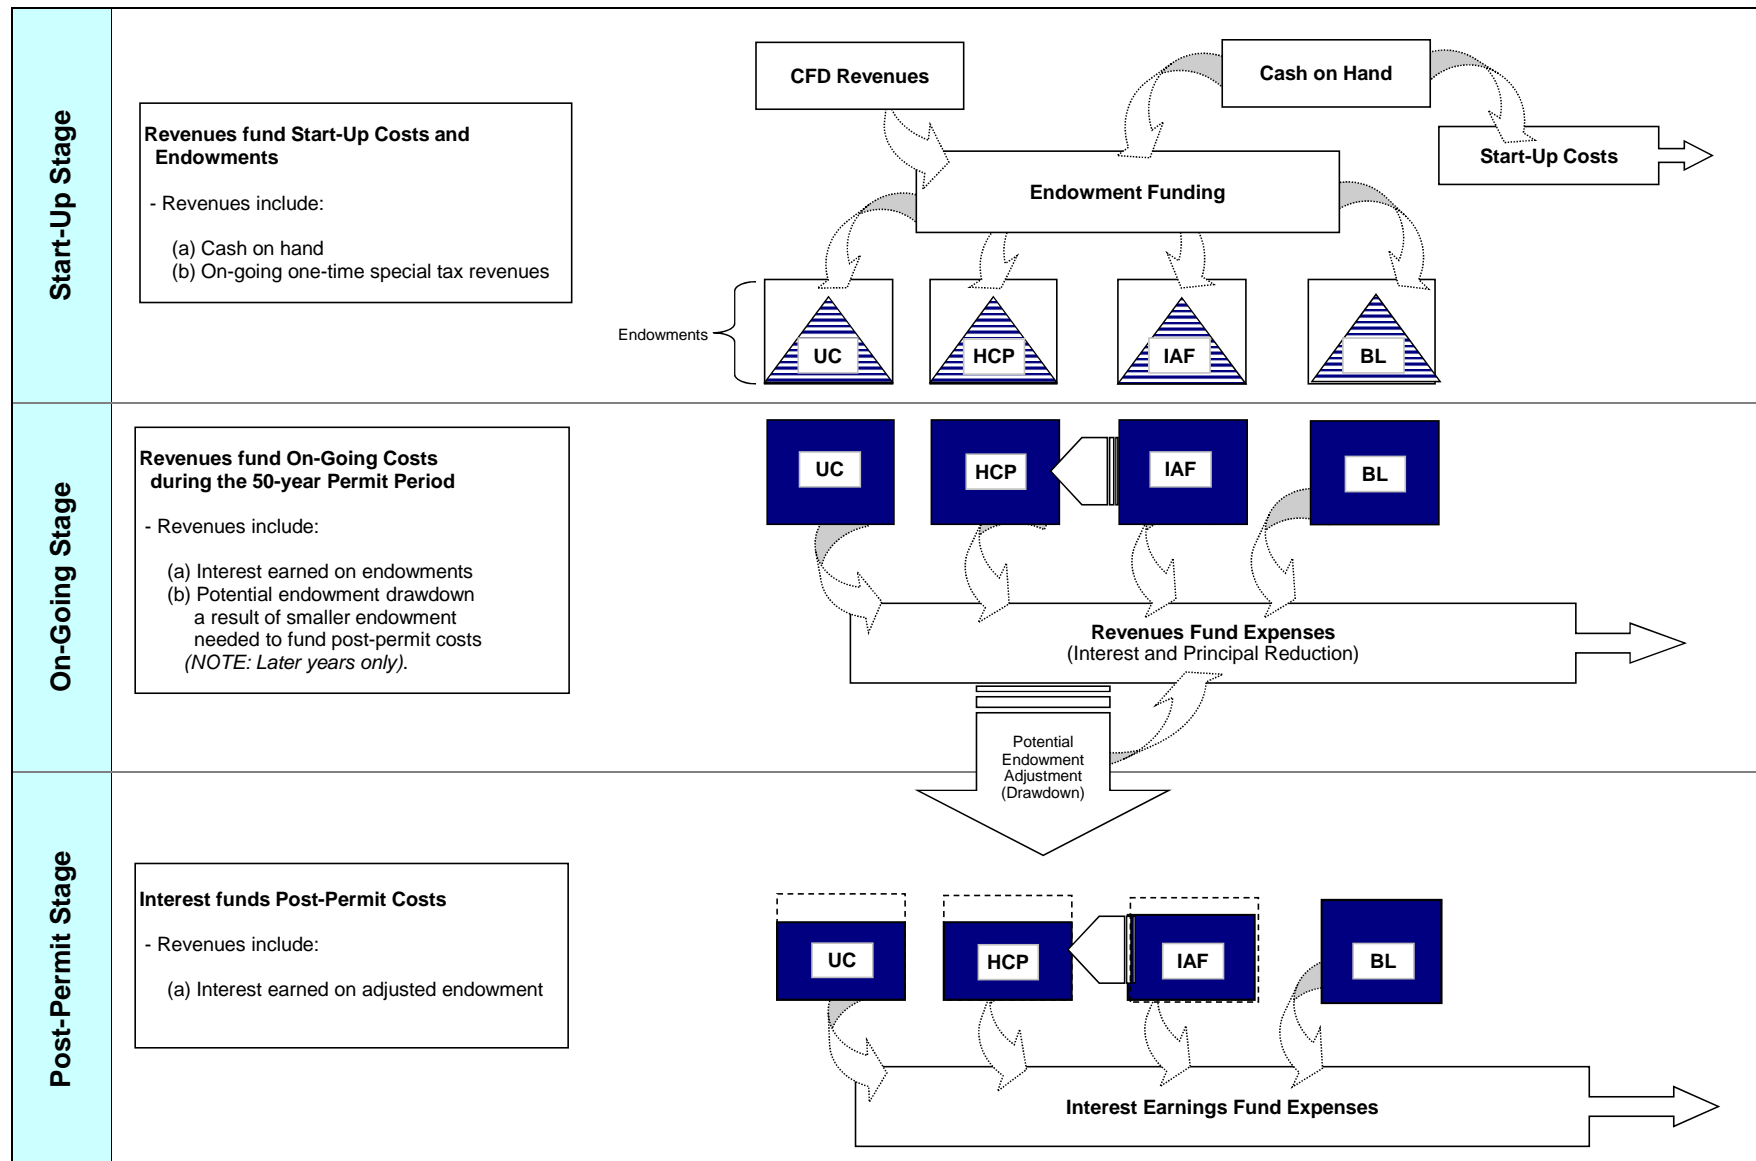 Start-Up Stage
Revenues fund Start-Up Costs and
Endowments
- Revenues include:
(a) Cash on hand
(b) On-going one-time special tax revenues
CFD Revenues
Cash on Hand
Start-Up Costs
Endowment Funding
Endowments
UC
HCP
IAF
BL
On-Going Stage
Revenues fund On-Going Costs
during the 50-year Permit Period
- Revenues include:
(a) Interest earned on endowments
(b) Potential endowment drawdown
a result of smaller endowment
needed to fund post-permit costs
(NOTE: Later years only).
UC
HCP
IAF
BL
Revenues Fund Expenses
(Interest and Principal Reduction)
Potential
Endowment
Adjustment
(Drawdown)
Post-Permit Stage
Interest funds Post-Permit Costs
- Revenues include:
(a) Interest earned on adjusted endowment
UC
HCP
IAF
BL
Interest Earnings Fund Expenses